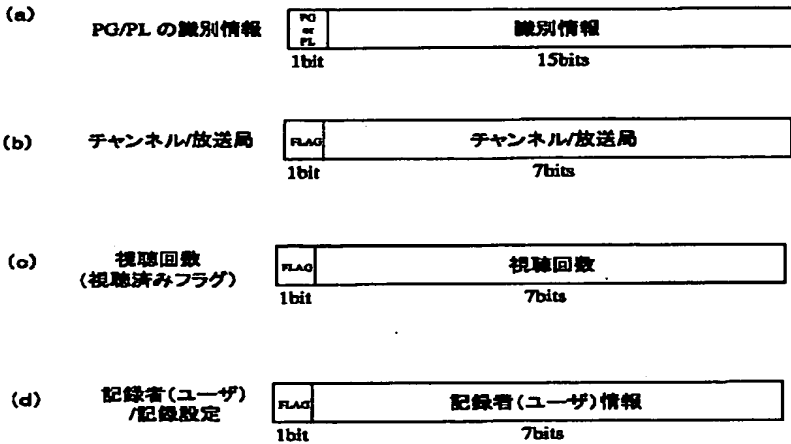 (a)
PG/PL の識別情報
PG
or
PL
識別情報
1bit
15bits
(b)
チャンネル/放送局
FLAG
チャンネル/放送局
1bit
7bits
(c)
視聴回数
(視聴済みフラグ)
FLAG
視聴回数
1bit
7bits
(d)
記録者(ユーザ)
/記録設定
FLAG
記録者(ユーザ)情報
1bit
7bits